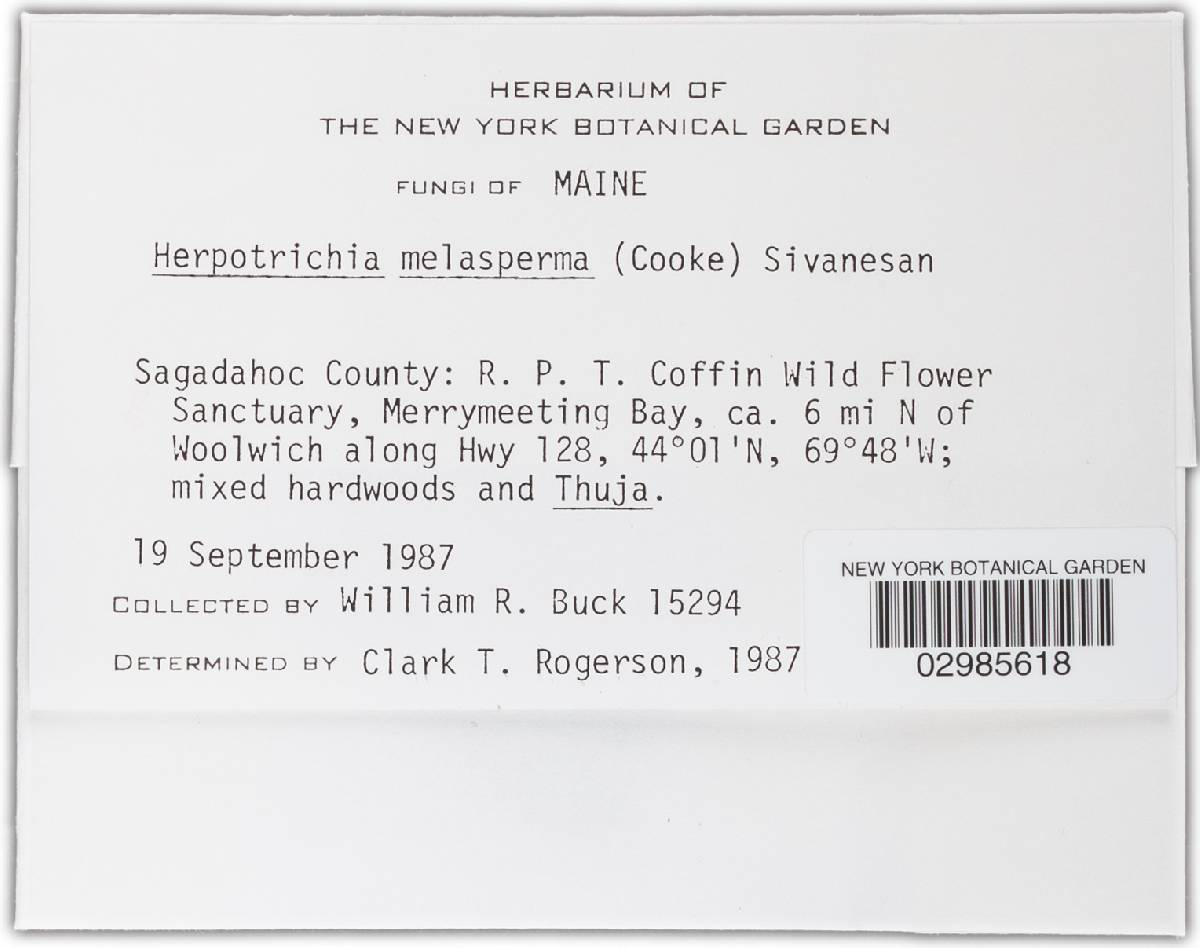 HERBARIUM OF
THE NEW YORK BOTANICAL GARDEN
FUNGI OF MAINE
Herpotrichia melasperma (Cooke) Sivanesan
Sagadahoc County: R. P. T. Coffin Wild Flower
Sanctuary, Merrymeeting Bay, ca. 6 mi N of
Woolwich along Hwy 128, 44°01'N, 69°48'W;
mixed hardwoods and Thuja.
19 September 1987
COLLECTED BY William R. Buck 15294
DETERMINED BY Clark T. Rogerson, 1987
NEW YORK BOTANICAL GARDEN
02985618